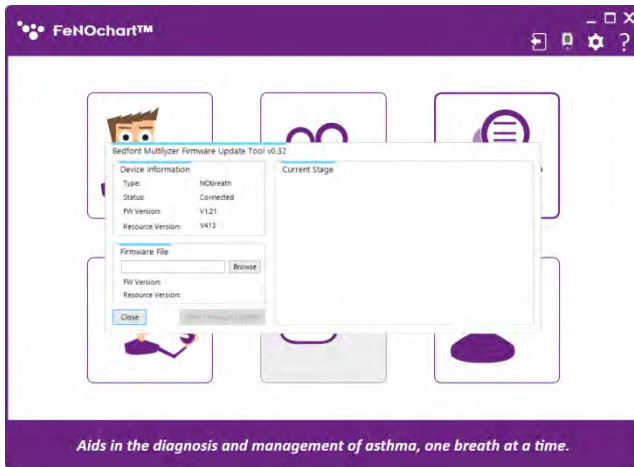 FeNOchart™
?
Bedfont Multilyzer Firmware Update Tool v0.32
Device Information
Type: NObreath
Status: Connected
FW Version: V1.21
Resource Version: V413
Current Stage
Firmware File
Browse
FW Version:
Resource Version:
Close
Aids in the diagnosis and management of asthma, one breath at a time.